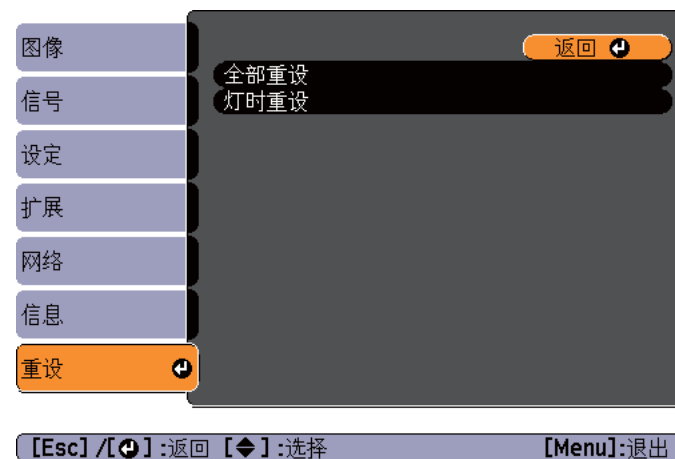 图像
信号
设定
扩展
网络
信息
重设
返回
全部重设
灯时重设
[Esc] /[ ] :返回 [ ] :选择 [Menu]:退出